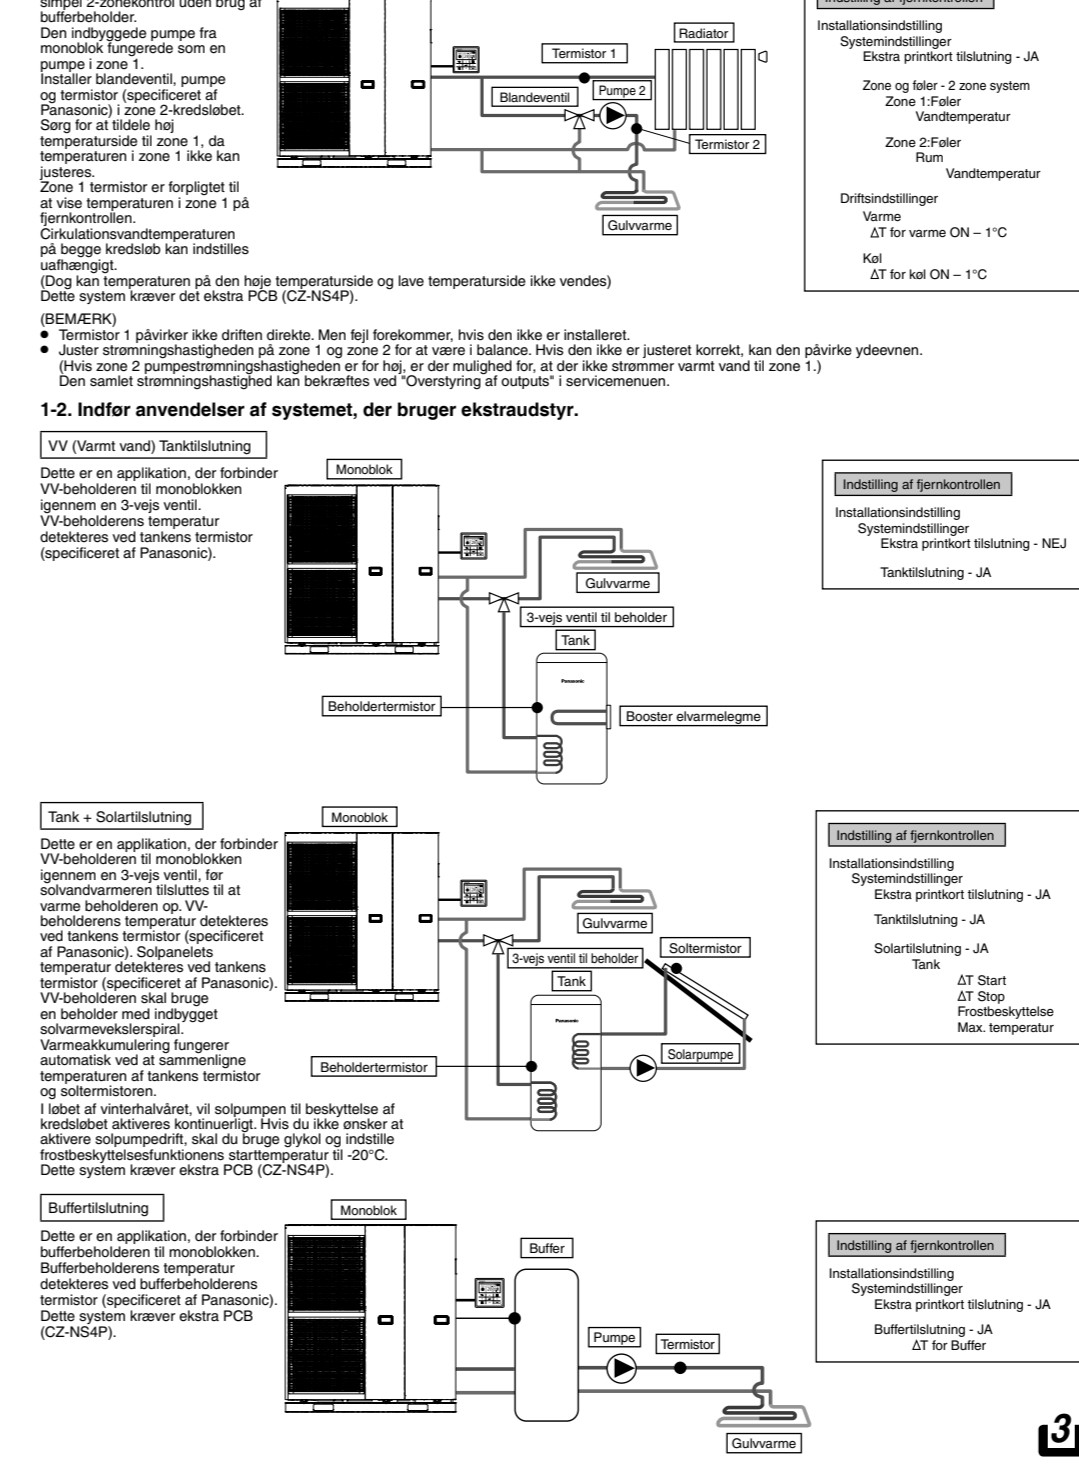 simpel 2-zonekontrol uden brug af
bufferbeholder.
Den indbyggede pumpe fra
monoblok fungerede som en
pumpe i zone 1.
Installer blandeventil, pumpe
og termistor (specificeret af
Panasonic) i zone 2-kredsløbet.
Sørg for at tildele høj
temperaturside til zone 1, da
temperaturen i zone 1 ikke kan
justeres.
Zone 1 termistor er forpligtet til
at vise temperaturen i zone 1 på
fjernkontrollen.
Cirkulationsvandtemperaturen
på begge kredsløb kan indstilles
uafhængigt.
(Dog kan temperaturen på den høje temperaturside og lave temperaturside ikke vendes)
Dette system kræver det ekstra PCB (CZ-NS4P).
Termistor 1
Radiator
Blandeventil
Pumpe 2
Termistor 2
Gulvvarme
Indstilling af fjernkontrollen
Installationsindstilling
Systemindstillinger
Ekstra printkort tilslutning - JA
Zone og føler - 2 zone system
Zone 1:Føler
Vandtemperatur
Zone 2:Føler
Rum
Vandtemperatur
Driftsindstillinger
Varme
ΔT for varme ON – 1°C
Køl
ΔT for køl ON – 1°C
(BEMÆRK)
● Termistor 1 påvirker ikke driften direkte. Men fejl forekommer, hvis den ikke er installeret.
● Juster strømningshastigheden på zone 1 og zone 2 for at være i balance. Hvis den ikke er justeret korrekt, kan den påvirke ydeevnen.
(Hvis zone 2 pumpestrømningshastigheden er for høj, er der mulighed for, at der ikke strømmer varmt vand til zone 1.)
Den samlet strømningshastighed kan bekræftes ved "Overstyring af outputs" i servicemenuen.
1-2. Indfør anvendelser af systemet, der bruger ekstraudstyr.
VV (Varmt vand) Tanktilslutning
Dette er en applikation, der forbinder
VV-beholderen til monoblokken
igennem en 3-vejs ventil.
VV-beholderens temperatur
detekteres ved tankens termistor
(specificeret af Panasonic).
Monoblok
Gulvvarme
3-vejs ventil til beholder
Tank
Panasonic
Beholdertermistor
Booster elvarmelegme
Indstilling af fjernkontrollen
Installationsindstilling
Systemindstillinger
Ekstra printkort tilslutning - NEJ
Tanktilslutning - JA
Tank + Solartilslutning
Dette er en applikation, der forbinder
VV-beholderen til monoblokken
igennem en 3-vejs ventil, før
solvandvarmeren tilsluttes til at
varme beholderen op. VV-
beholderens temperatur detekteres
ved tankens termistor (specificeret
af Panasonic). Solpanelets
temperatur detekteres ved tankens
termistor (specificeret af Panasonic).
VV-beholderen skal bruge
en beholder med indbygget
solvarmevekslerspiral.
Varmeakkumulering fungerer
automatisk ved at sammenligne
temperaturen af tankens termistor
og soltermistoren.
I løbet af vinterhalvåret, vil solpumpen til beskyttelse af
kredsløbet aktiveres kontinuerligt. Hvis du ikke ønsker at
aktivere solpumpedrift, skal du bruge glykol og indstille
frostbeskyttelsesfunktionens starttemperatur til -20°C.
Dette system kræver ekstra PCB (CZ-NS4P).
Monoblok
Gulvvarme
3-vejs ventil til beholder
Soltermistor
Tank
Panasonic
Solarpumpe
Beholdertermistor
Indstilling af fjernkontrollen
Installationsindstilling
Systemindstillinger
Ekstra printkort tilslutning - JA
Tanktilslutning - JA
Solartilslutning - JA
Tank
ΔT Start
ΔT Stop
Frostbeskyttelse
Max. temperatur
Buffertilslutning
Dette er en applikation, der forbinder
bufferbeholderen til monoblokken.
Bufferbeholderens temperatur
detekteres ved bufferbeholderens
termistor (specificeret af Panasonic).
Dette system kræver ekstra PCB
(CZ-NS4P).
Monoblok
Buffer
Pumpe
Termistor
Gulvvarme
Indstilling af fjernkontrollen
Installationsindstilling
Systemindstillinger
Ekstra printkort tilslutning - JA
Buffertilslutning - JA
ΔT for Buffer
3